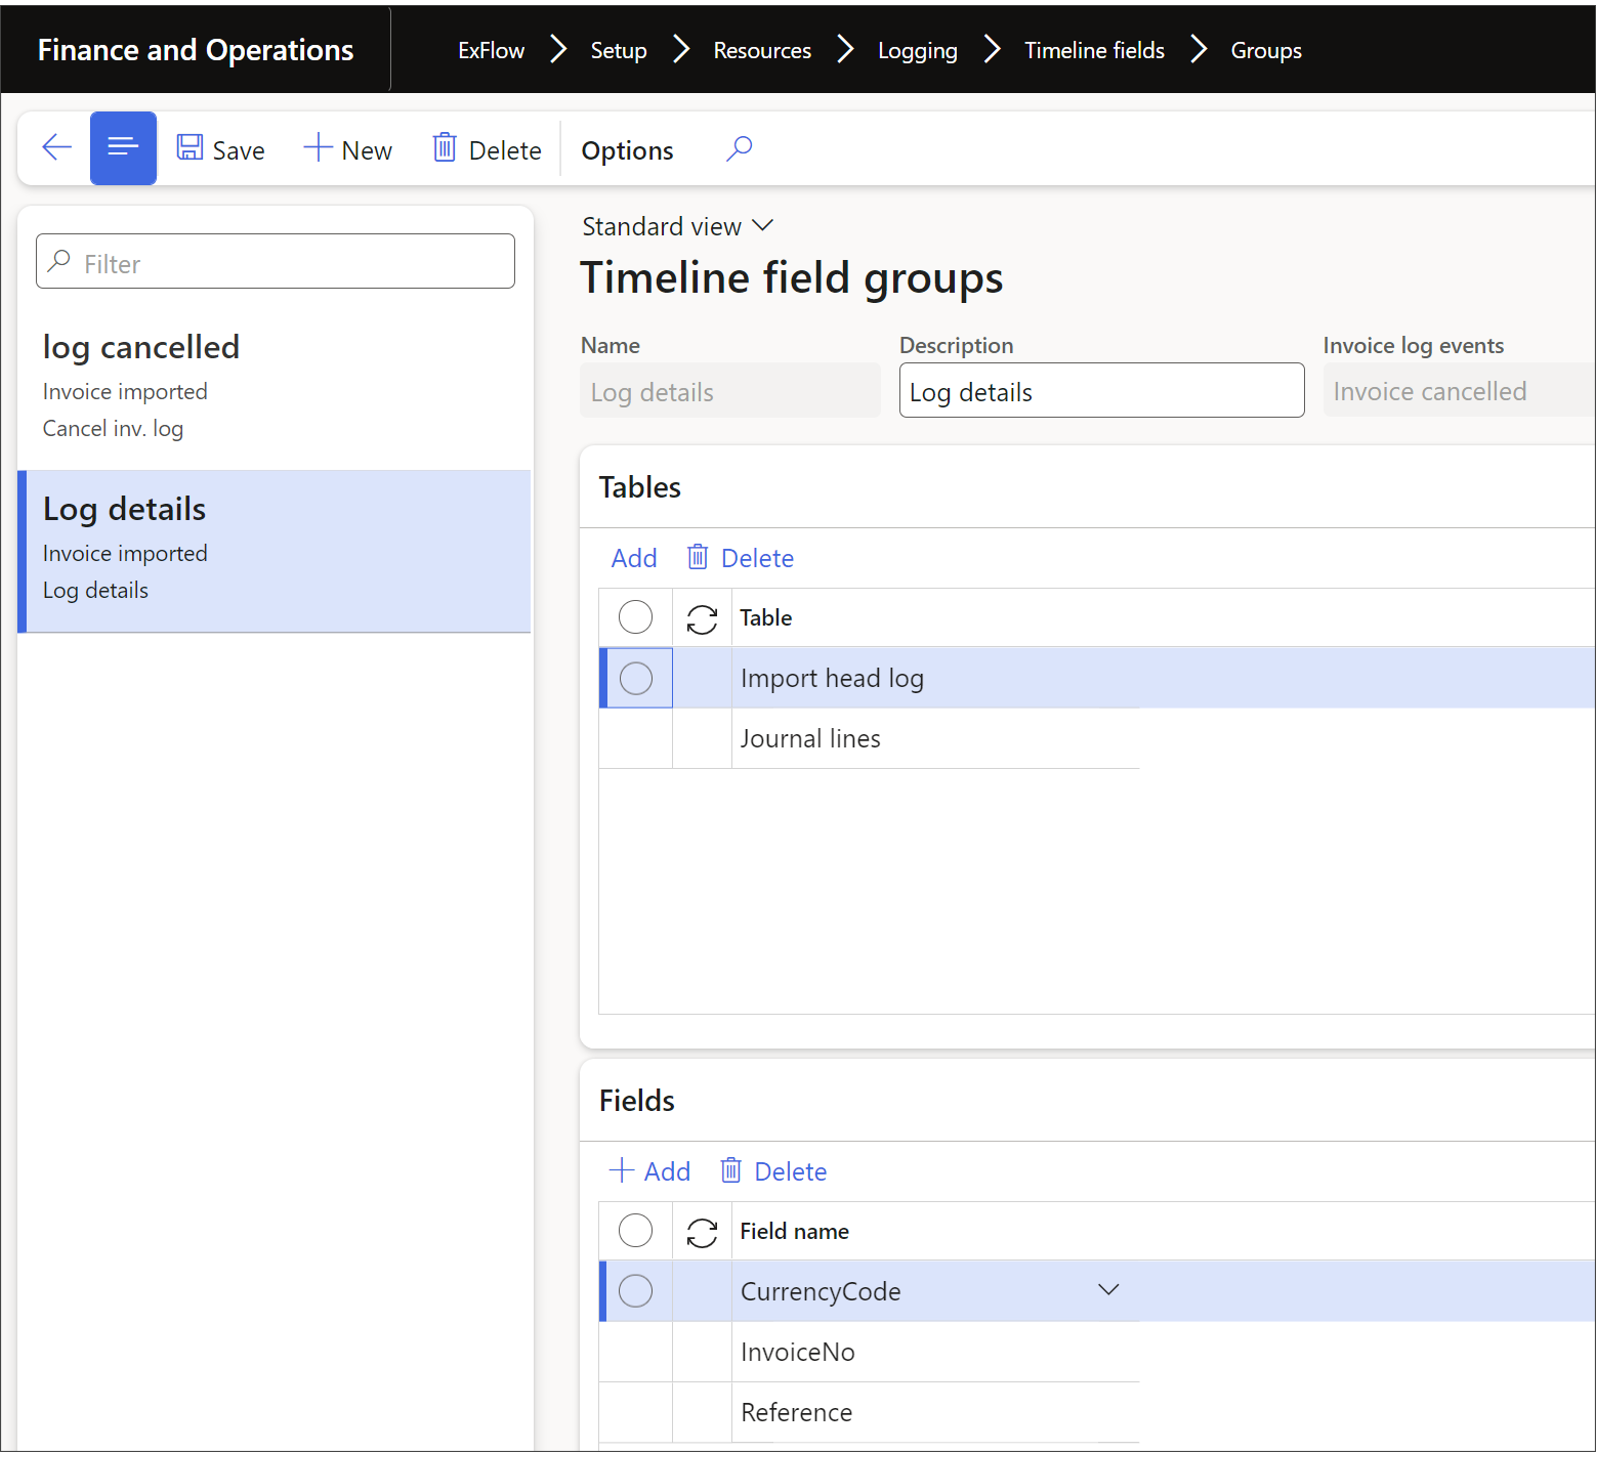 Finance and Operations
ExFlow Setup Resources Logging Timeline fields Groups
Save New Delete Options
Filter
log cancelled
Invoice imported
Cancel inv. log
Log details
Invoice imported
Log details
Standard view
Timeline field groups
Name Description Invoice log events
Log details Log details Invoice cancelled
Tables
Add Delete
Table
Import head log
Journal lines
Fields
Add Delete
Field name
CurrencyCode
InvoiceNo
Reference